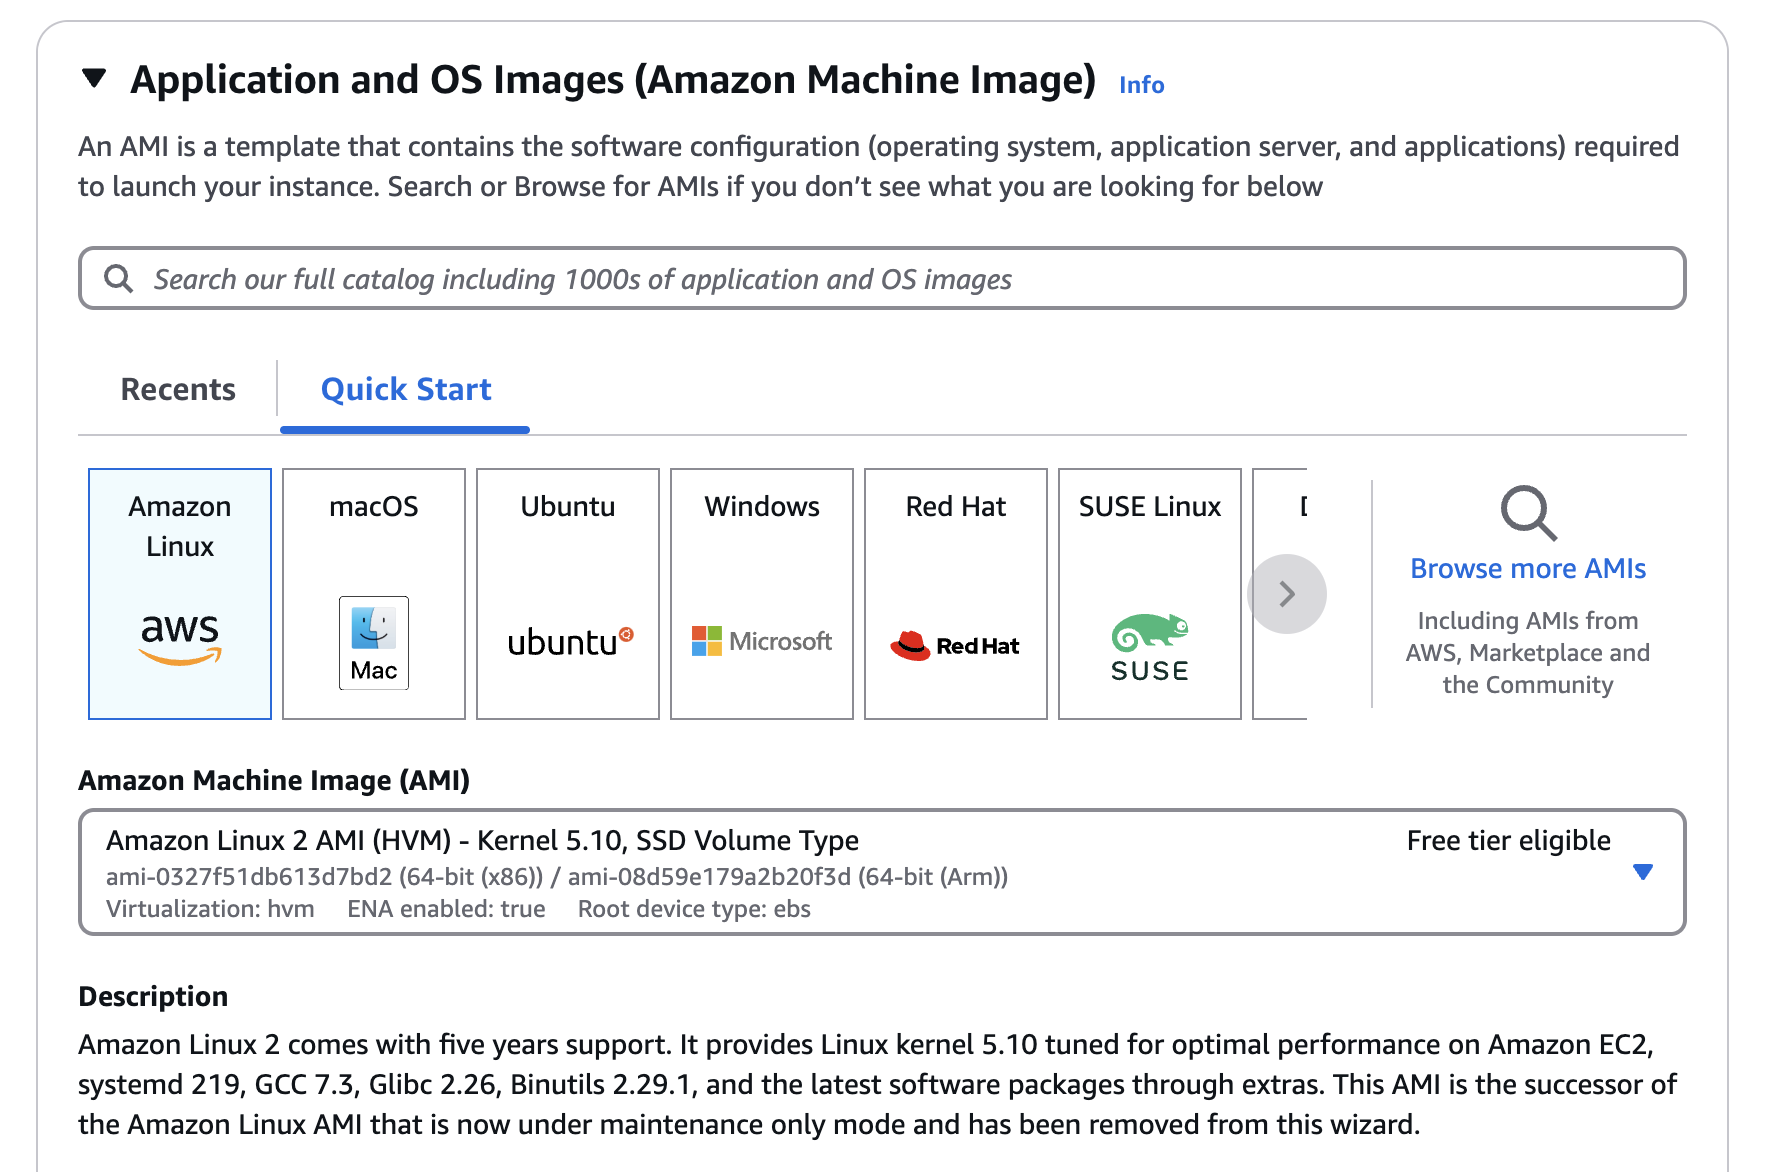 Application and OS Images (Amazon Machine Image) Info
An AMI is a template that contains the software configuration (operating system, application server, and applications) required
to launch your instance. Search or Browse for AMIs if you don’t see what you are looking for below
Search our full catalog including 1000s of application and OS images
Recents
Quick Start
Amazon
Linux
aws
macOS
Mac
Ubuntu
ubuntu
Windows
Microsoft
Red Hat
Red Hat
SUSE Linux
SUSE
Browse more AMIs
Including AMIs from
AWS, Marketplace and
the Community
Amazon Machine Image (AMI)
Amazon Linux 2 AMI (HVM) - Kernel 5.10, SSD Volume Type
Free tier eligible
ami-0327f51db613d7bd2 (64-bit (x86)) / ami-08d59e179a2b20f3d (64-bit (Arm))
Virtualization: hvm ENA enabled: true Root device type: ebs
Description
Amazon Linux 2 comes with five years support. It provides Linux kernel 5.10 tuned for optimal performance on Amazon EC2,
systemd 219, GCC 7.3, Glibc 2.26, Binutils 2.29.1, and the latest software packages through extras. This AMI is the successor of
the Amazon Linux AMI that is now under maintenance only mode and has been removed from this wizard.